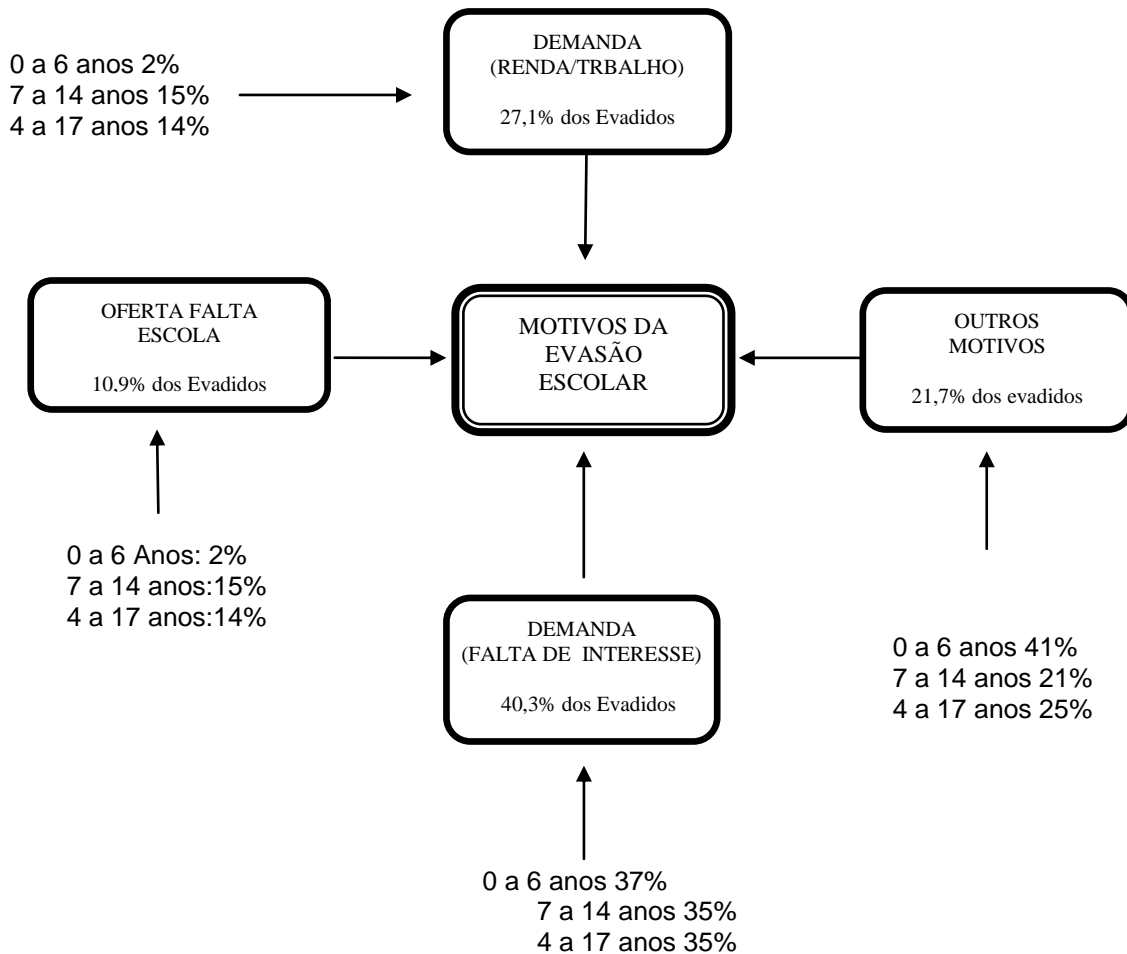 DEMANDA
(RENDA/TRBALHO)
27,1% dos Evadidos
0 a 6 anos 2%
7 a 14 anos 15%
4 a 17 anos 14%
OFERTA FALTA
ESCOLA
10,9% dos Evadidos
MOTIVOS DA
EVASÃO
ESCOLAR
OUTROS
MOTIVOS
21,7% dos evadidos
0 a 6 Anos: 2%
7 a 14 anos:15%
4 a 17 anos:14%
DEMANDA
(FALTA DE INTERESSE)
40,3% dos Evadidos
0 a 6 anos 41%
7 a 14 anos 21%
4 a 17 anos 25%
0 a 6 anos 37%
7 a 14 anos 35%
4 a 17 anos 35%